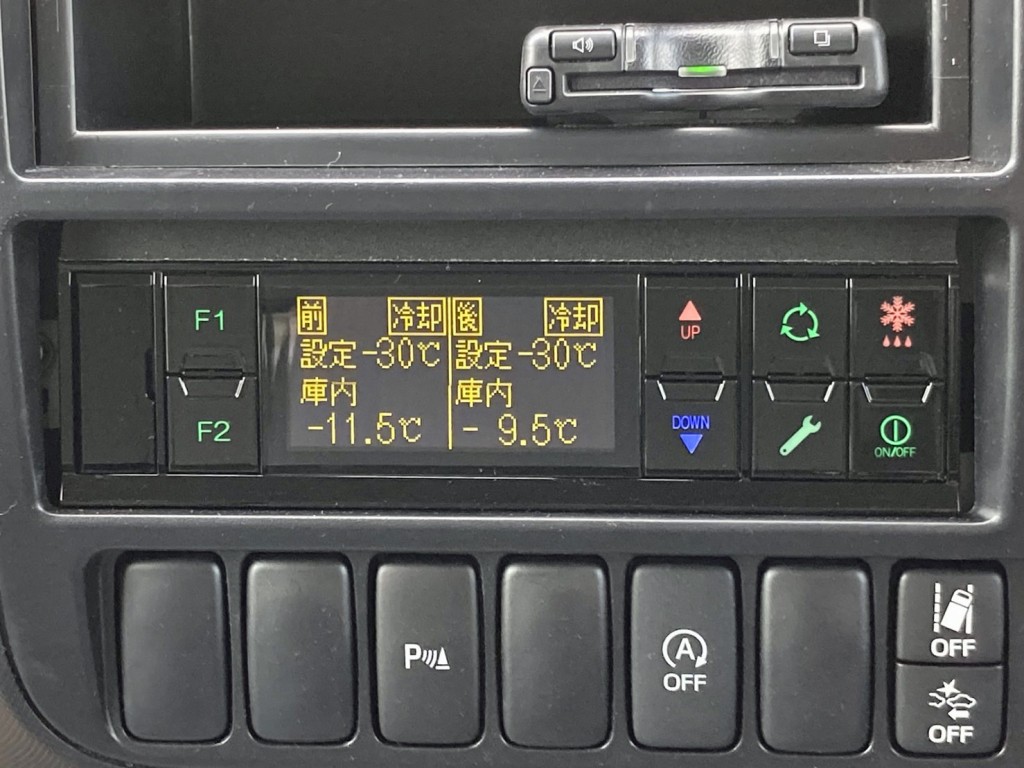 F1
F2
前 冷却 後 冷却
設定-30℃ 設定-30℃
庫内 庫内
-11.5℃ - 9.5℃
UP
DOWN
ON/OFF
P
A
OFF
OFF
OFF